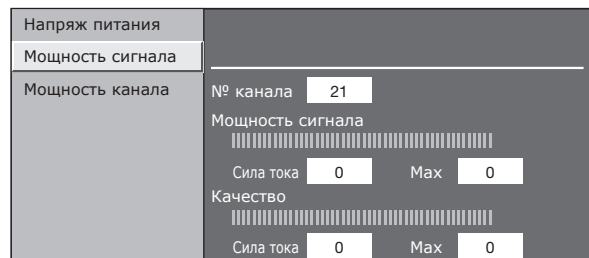 Напряж питания
Мощность сигнала
Мощность канала
№ канала 21
Мощность сигнала
Сила тока 0 Max 0
Качество
Сила тока 0 Max 0